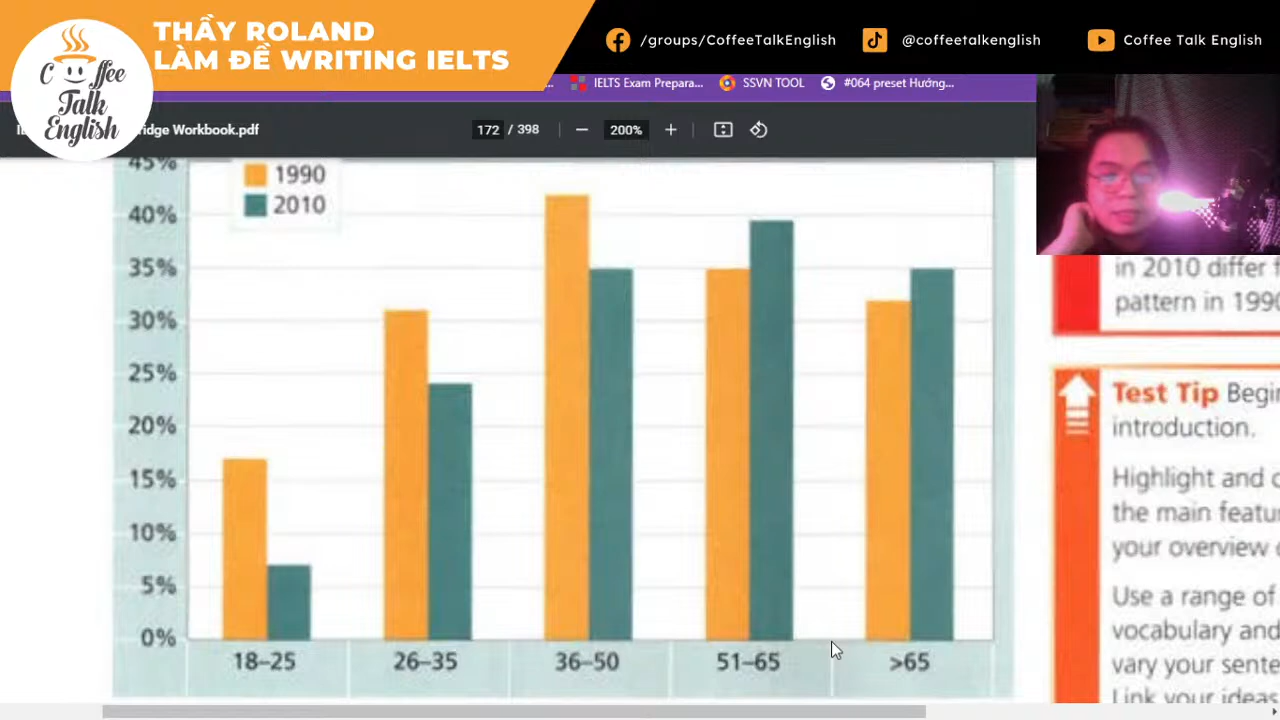 THẦY ROLAND
LÀM ĐỀ WRITING IELTS
/groups/CoffeeTalkEnglish
@coffeetalkenglish
Coffee Talk English
Coffee
Talk
English
IELTS Exam Prepara...
SSVN TOOL
#064 preset Hướng...
ridge Workbook.pdf
172 / 398
200%
1990
2010
45%
40%
35%
30%
25%
20%
15%
10%
5%
0%
18–25
26–35
36–50
51–65
>65
in 2010 differ f
pattern in 1990
Test Tip Begin
introduction.
Highlight and c
the main featu
your overview
Use a range of
vocabulary and
vary your sente
Link your ideas